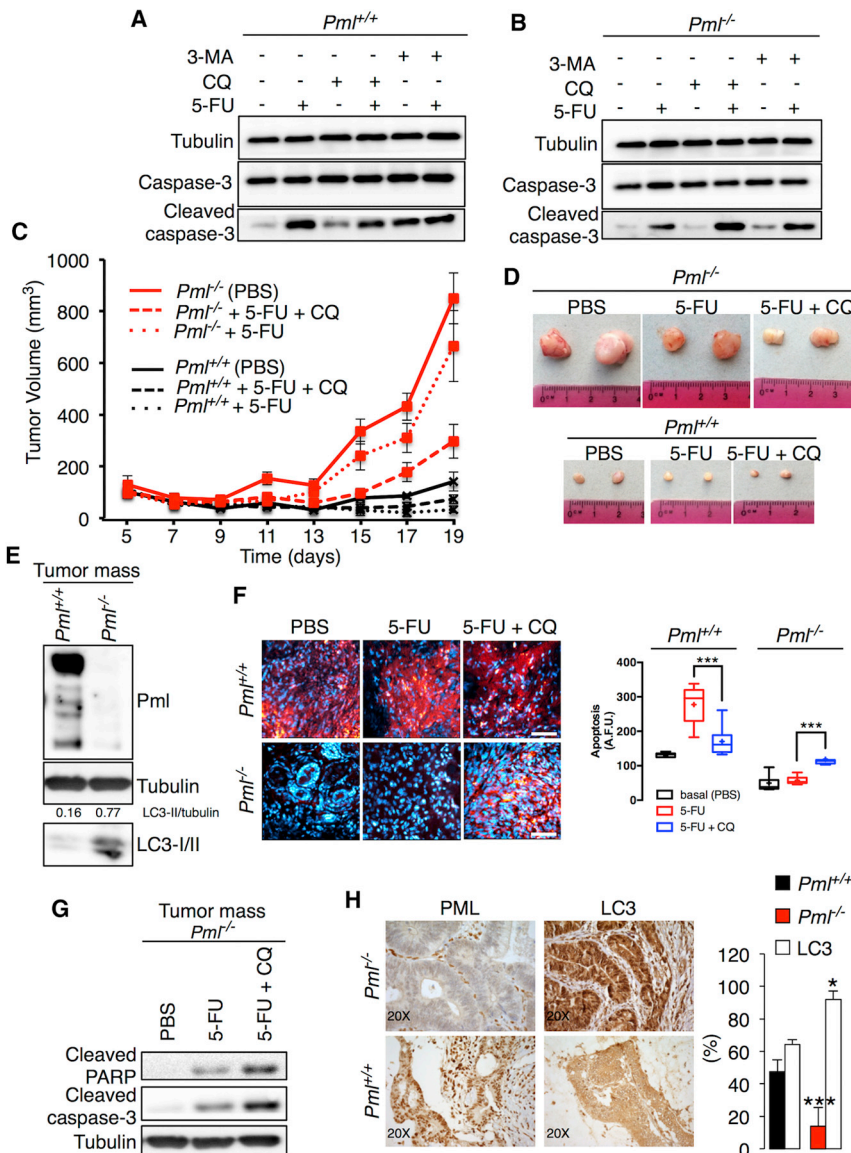 A
Pml+/+
3-MA - - - - + +
CQ - - + + - -
5-FU - + - + - +
Tubulin
Caspase-3
Cleaved
caspase-3
B
Pml-/-
3-MA - - - - + +
CQ - - + + - -
5-FU - + - + - +
Tubulin
Caspase-3
Cleaved
caspase-3
C
Tumor Volume (mm3)
1000
800
600
400
200
0
Pml-/- (PBS)
Pml-/- + 5-FU + CQ
Pml-/- + 5-FU
Pml+/+ (PBS)
Pml+/+ + 5-FU + CQ
Pml+/+ + 5-FU
5 7 9 11 13 15 17 19
Time (days)
D
Pml-/-
PBS 5-FU 5-FU + CQ
Pml+/+
PBS 5-FU 5-FU + CQ
E
Tumor mass
Pml+/+ Pml-/-
Pml
Tubulin
0.16 0.77 LC3-II/tubulin
LC3-I/II
F
PBS 5-FU 5-FU + CQ
Pml+/+
Pml-/-
Pml+/+ Pml-/-
Apoptosis
(A.F.U.)
400
300
200
100
0
***
***
basal (PBS)
5-FU
5-FU + CQ
G
Tumor mass
Pml-/-
PBS 5-FU 5-FU + CQ
Cleaved
PARP
Cleaved
caspase-3
Tubulin
H
PML LC3
Pml-/-
20X 20X
Pml+/+
20X 20X
Pml+/+
Pml-/-
LC3
(%)
120
100
80
60
40
20
0
*
***